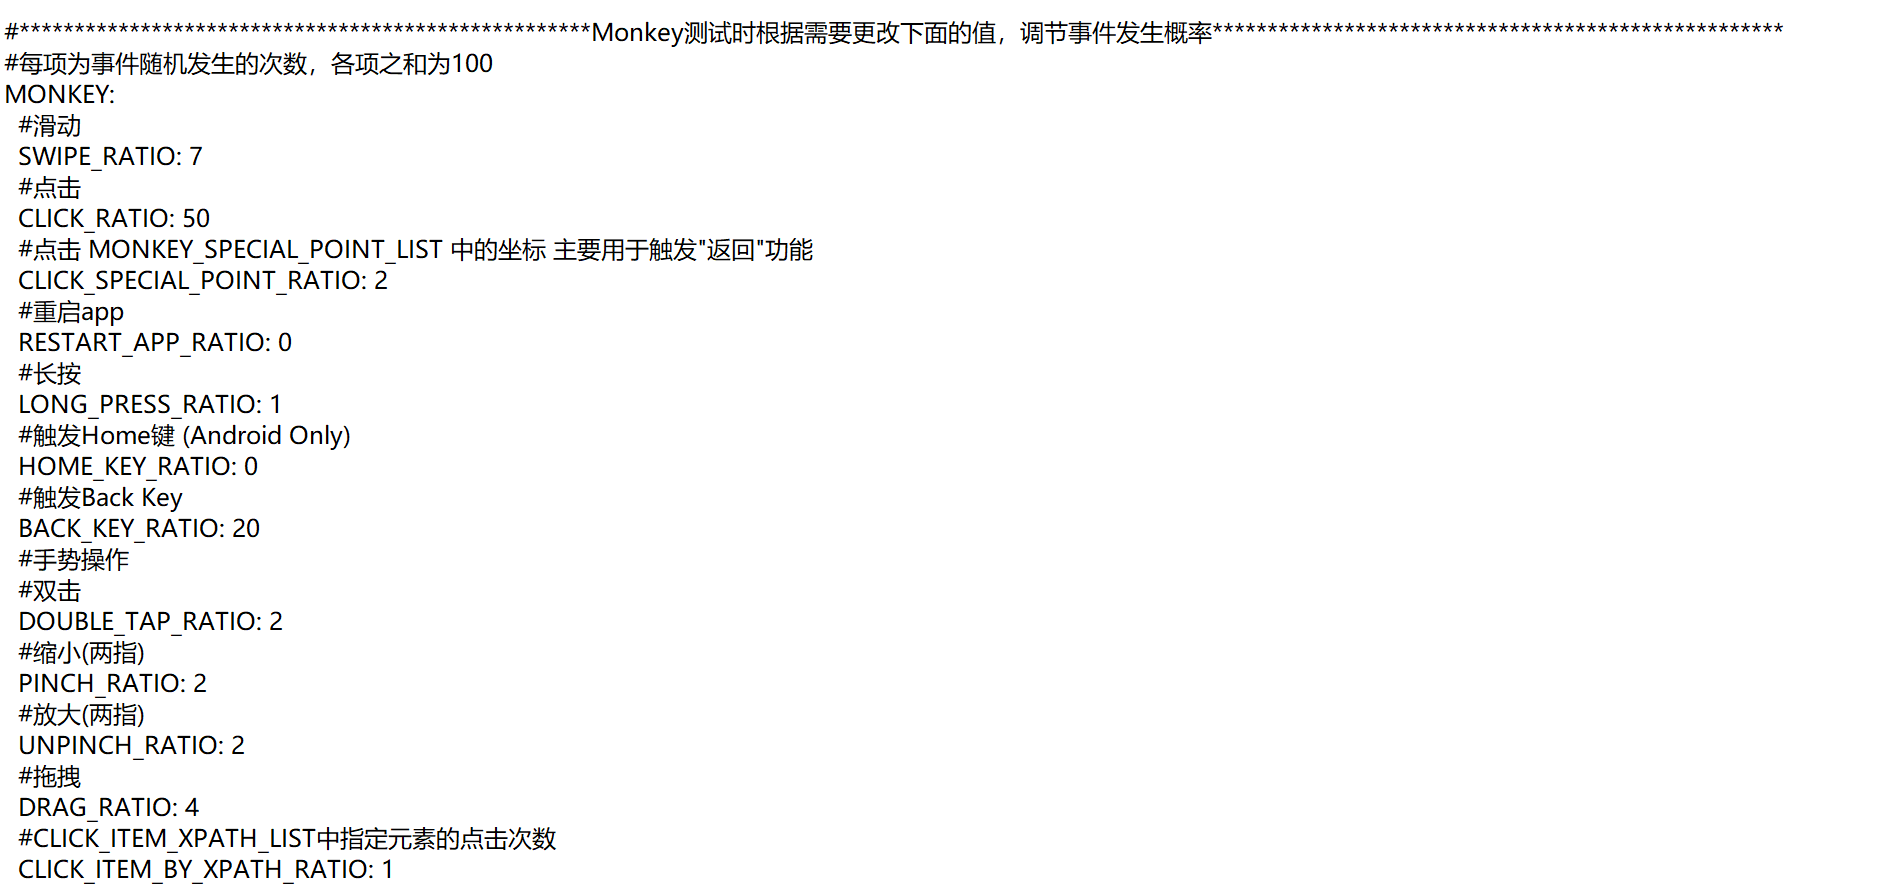 #****************************************************Monkey测试时根据需要更改下面的值，调节事件发生概率****************************************************
#每项为事件随机发生的次数，各项之和为100
MONKEY:
#滑动
SWIPE_RATIO: 7
#点击
CLICK_RATIO: 50
#点击 MONKEY_SPECIAL_POINT_LIST 中的坐标 主要用于触发"返回"功能
CLICK_SPECIAL_POINT_RATIO: 2
#重启app
RESTART_APP_RATIO: 0
#长按
LONG_PRESS_RATIO: 1
#触发Home键 (Android Only)
HOME_KEY_RATIO: 0
#触发Back Key
BACK_KEY_RATIO: 20
#手势操作
#双击
DOUBLE_TAP_RATIO: 2
#缩小(两指)
PINCH_RATIO: 2
#放大(两指)
UNPINCH_RATIO: 2
#拖拽
DRAG_RATIO: 4
#CLICK_ITEM_XPATH_LIST中指定元素的点击次数
CLICK_ITEM_BY_XPATH_RATIO: 1